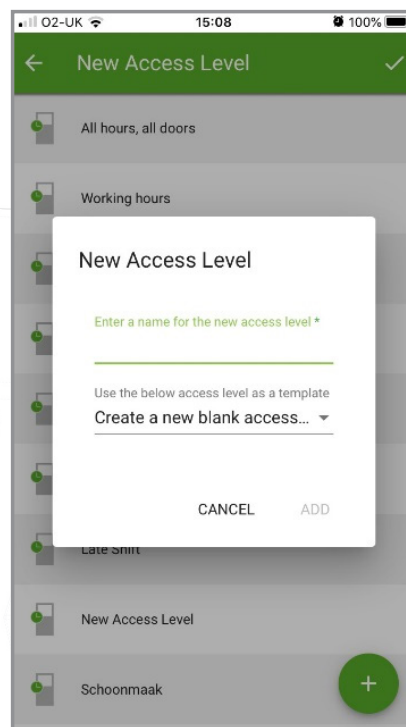 O2-UK 15:08 100%
New Access Level
All hours, all doors
Working hours
New Access Level
Enter a name for the new access level *
Use the below access level as a template
Create a new blank access...
CANCEL ADD
Late Shift
New Access Level
Schoonmaak